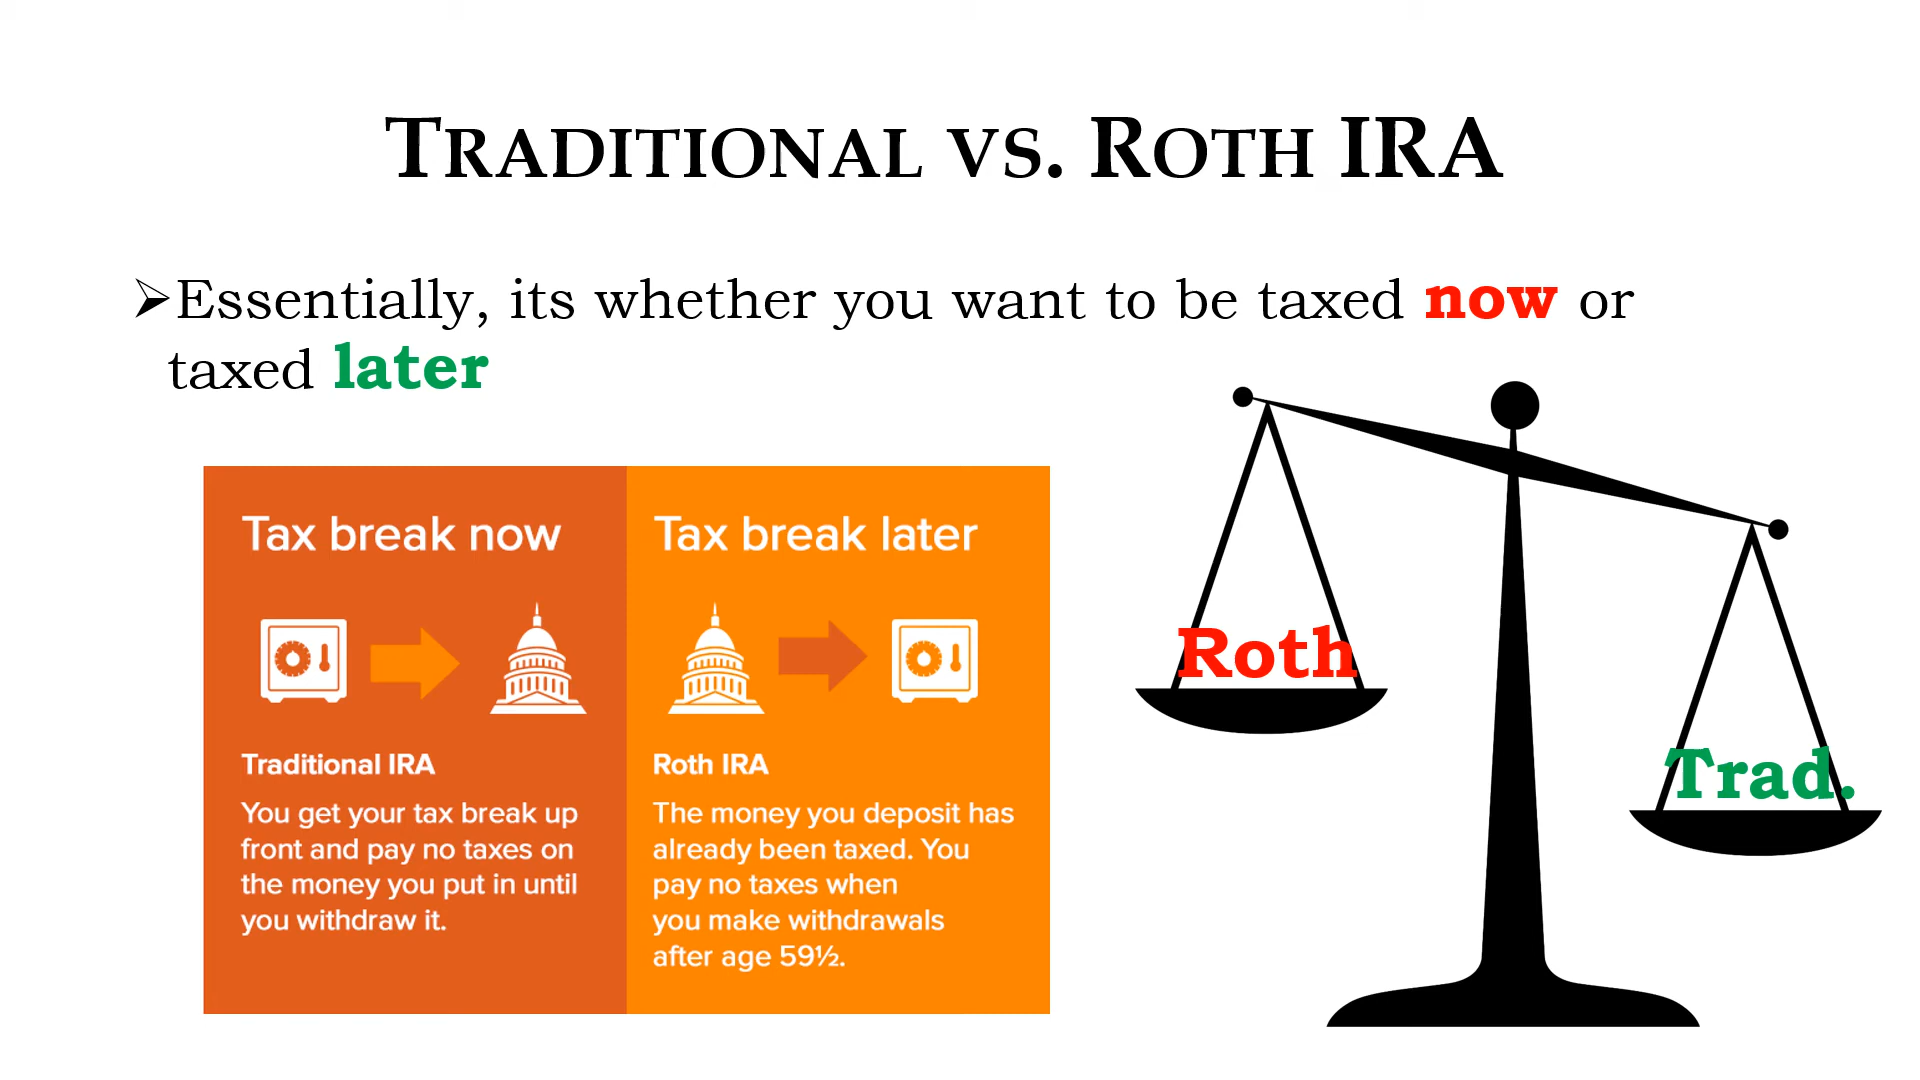 TRADITIONAL VS. ROTH IRA
➢Essentially, its whether you want to be taxed now or
taxed later
Tax break now
Traditional IRA
You get your tax break up
front and pay no taxes on
the money you put in until
you withdraw it.
Tax break later
Roth IRA
The money you deposit has
already been taxed. You
pay no taxes when
you make withdrawals
after age 59½.
Roth
Trad.